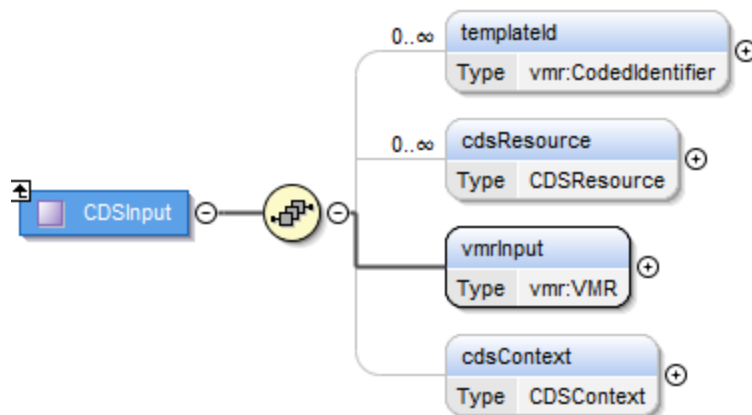 0..∞
templateId
Type vmr:CodedIdentifier
0..∞
cdsResource
Type CDSResource
CDSInput
vmrInput
Type vmr:VMR
cdsContext
Type CDSContext